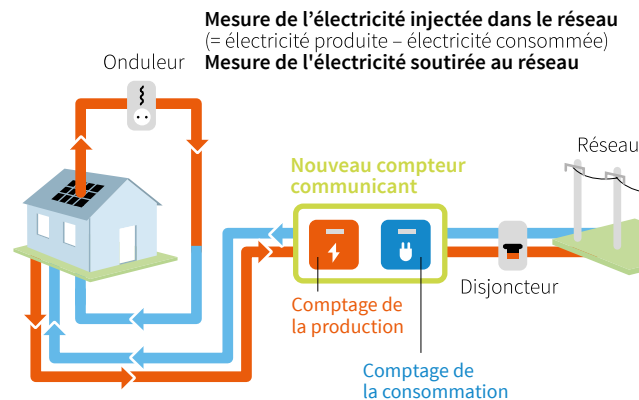 Mesure de l’électricité injectée dans le réseau
(= électricité produite – électricité consommée)
Mesure de l'électricité soutirée au réseau
Onduleur
Réseau
Nouveau compteur
communicant
Disjoncteur
Comptage de
la production
Comptage de
la consommation